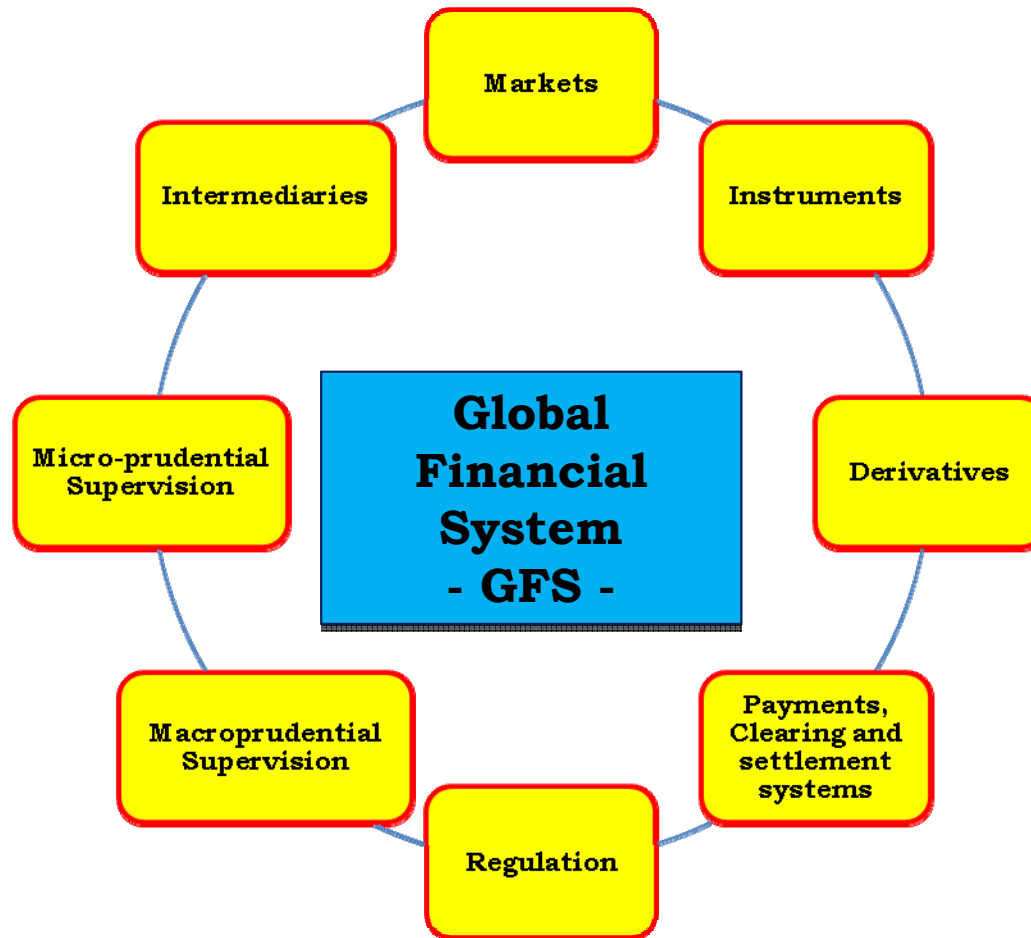 Markets
Instruments
Derivatives
Payments,
Clearing and
settlement
systems
Regulation
Macroprudential
Supervision
Micro-prudential
Supervision
Intermediaries
Global
Financial
System
- GFS -